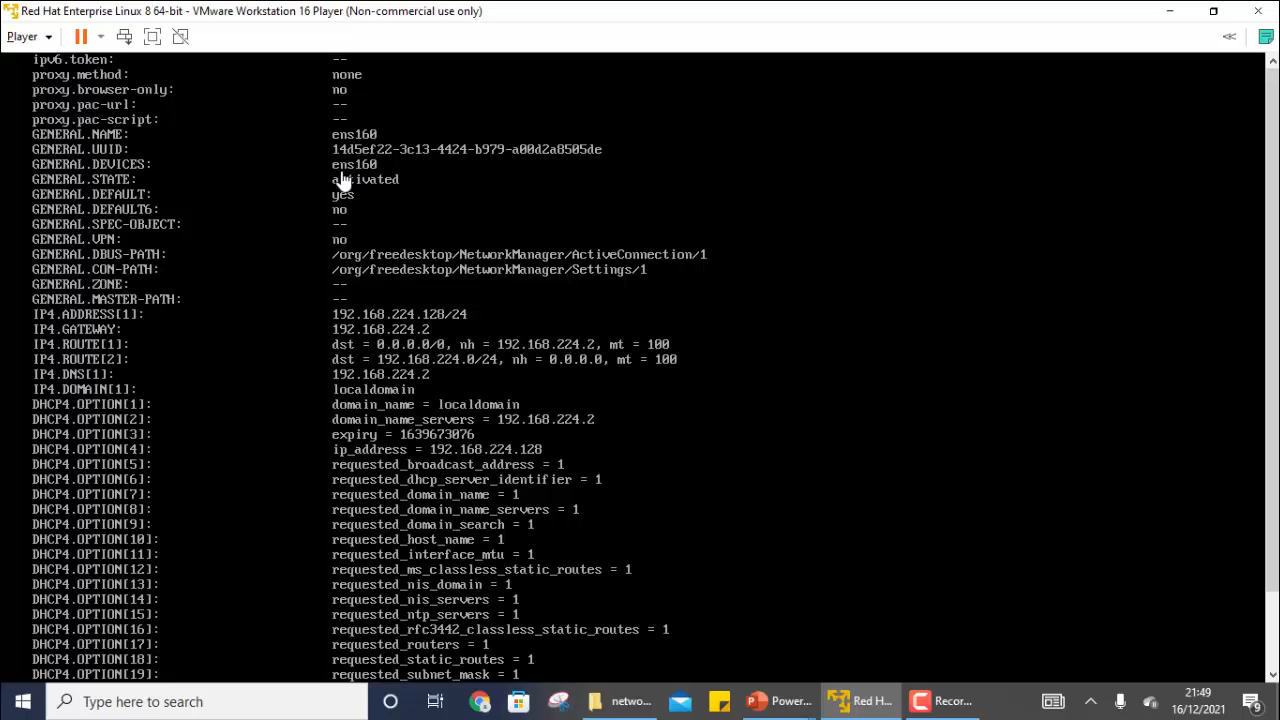 Red Hat Enterprise Linux 8 64-bit - VMware Workstation 16 Player (Non-commercial use only)
Player
ipv6.token: --
proxy.method: none
proxy.browser-only: no
proxy.pac-url: --
proxy.pac-script: --
GENERAL.NAME: ens160
GENERAL.UUID: 14d5ef22-3c13-4424-b979-a00d2a8505de
GENERAL.DEVICES: ens160
GENERAL.STATE: activated
GENERAL.DEFAULT: yes
GENERAL.DEFAULT6: no
GENERAL.SPEC-OBJECT: --
GENERAL.VPN: no
GENERAL.DBUS-PATH: /org/freedesktop/NetworkManager/ActiveConnection/1
GENERAL.CON-PATH: /org/freedesktop/NetworkManager/Settings/1
GENERAL.ZONE: --
GENERAL.MASTER-PATH: --
IP4.ADDRESS[1]: 192.168.224.128/24
IP4.GATEWAY: 192.168.224.2
IP4.ROUTE[1]: dst = 0.0.0.0/0, nh = 192.168.224.2, mt = 100
IP4.ROUTE[2]: dst = 192.168.224.0/24, nh = 0.0.0.0, mt = 100
IP4.DNS[1]: 192.168.224.2
IP4.DOMAIN[1]: localdomain
DHCP4.OPTION[1]: domain_name = localdomain
DHCP4.OPTION[2]: domain_name_servers = 192.168.224.2
DHCP4.OPTION[3]: expiry = 1639673076
DHCP4.OPTION[4]: ip_address = 192.168.224.128
DHCP4.OPTION[5]: requested_broadcast_address = 1
DHCP4.OPTION[6]: requested_dhcp_server_identifier = 1
DHCP4.OPTION[7]: requested_domain_name = 1
DHCP4.OPTION[8]: requested_domain_name_servers = 1
DHCP4.OPTION[9]: requested_domain_search = 1
DHCP4.OPTION[10]: requested_host_name = 1
DHCP4.OPTION[11]: requested_interface_mtu = 1
DHCP4.OPTION[12]: requested_ms_classless_static_routes = 1
DHCP4.OPTION[13]: requested_nis_domain = 1
DHCP4.OPTION[14]: requested_nis_servers = 1
DHCP4.OPTION[15]: requested_ntp_servers = 1
DHCP4.OPTION[16]: requested_rfc3442_classless_static_routes = 1
DHCP4.OPTION[17]: requested_routers = 1
DHCP4.OPTION[18]: requested_static_routes = 1
DHCP4.OPTION[19]: requested_subnet_mask = 1
Type here to search
netwo...
Power...
Red H...
Recor...
21:49
16/12/2021
9